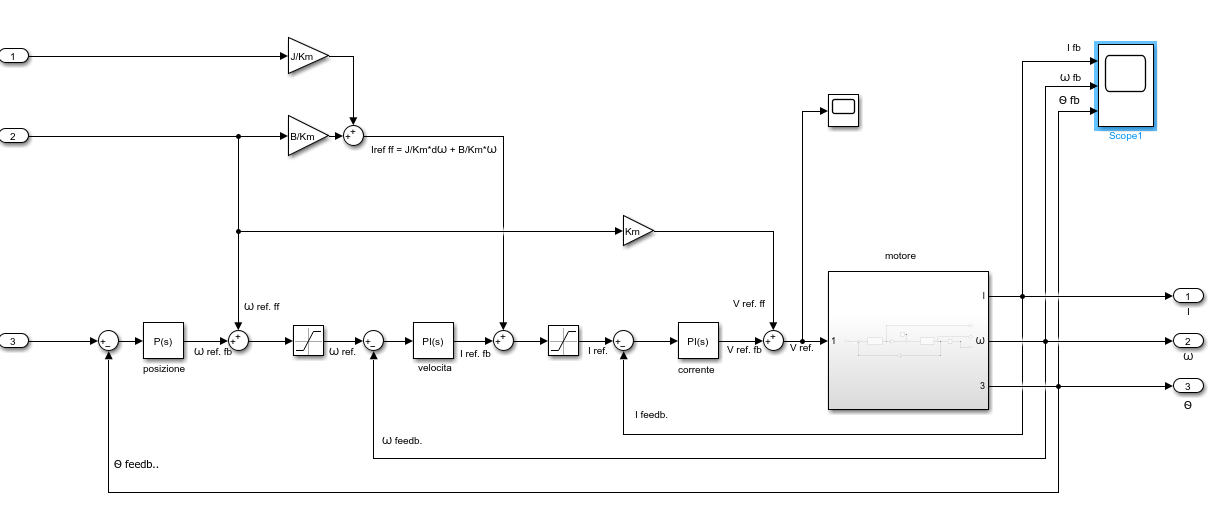 I fb
1
J/Km
ω fb
Θ fb
2
B/Km
Scope1
Iref ff = J/Km*dω + B/Km*ω
Km
motore
ω ref. ff
V ref. ff
I
1
I
3
P(s)
ω ref. fb
ω ref.
PI(s)
I ref. fb
I ref.
PI(s)
V ref. fb
V ref.
1
ω
2
ω
posizione
velocita
corrente
3
3
Θ
I feedb.
ω feedb.
Θ feedb..